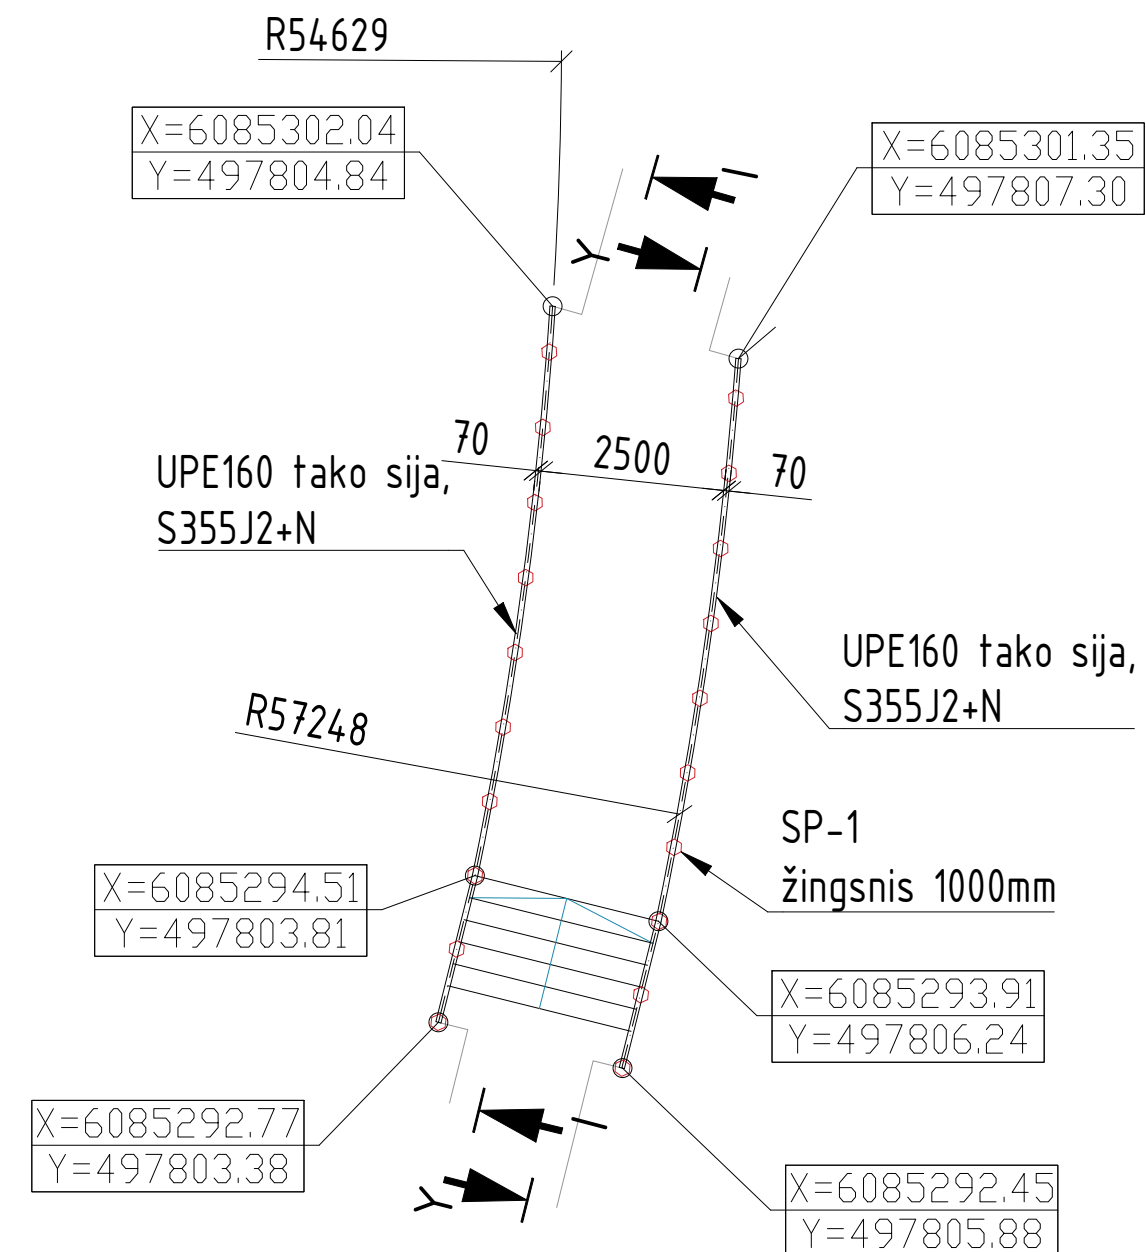 R54629
X=6085302.04
Y=497804.84
X=6085301.35
Y=497807.30
I
Y
70
2500
70
UPE160 tako sija,
S355J2+N
UPE160 tako sija,
S355J2+N
R57248
SP-1
žingsnis 1000mm
X=6085294.51
Y=497803.81
X=6085293.91
Y=497806.24
X=6085292.77
Y=497803.38
I
Y
X=6085292.45
Y=497805.88